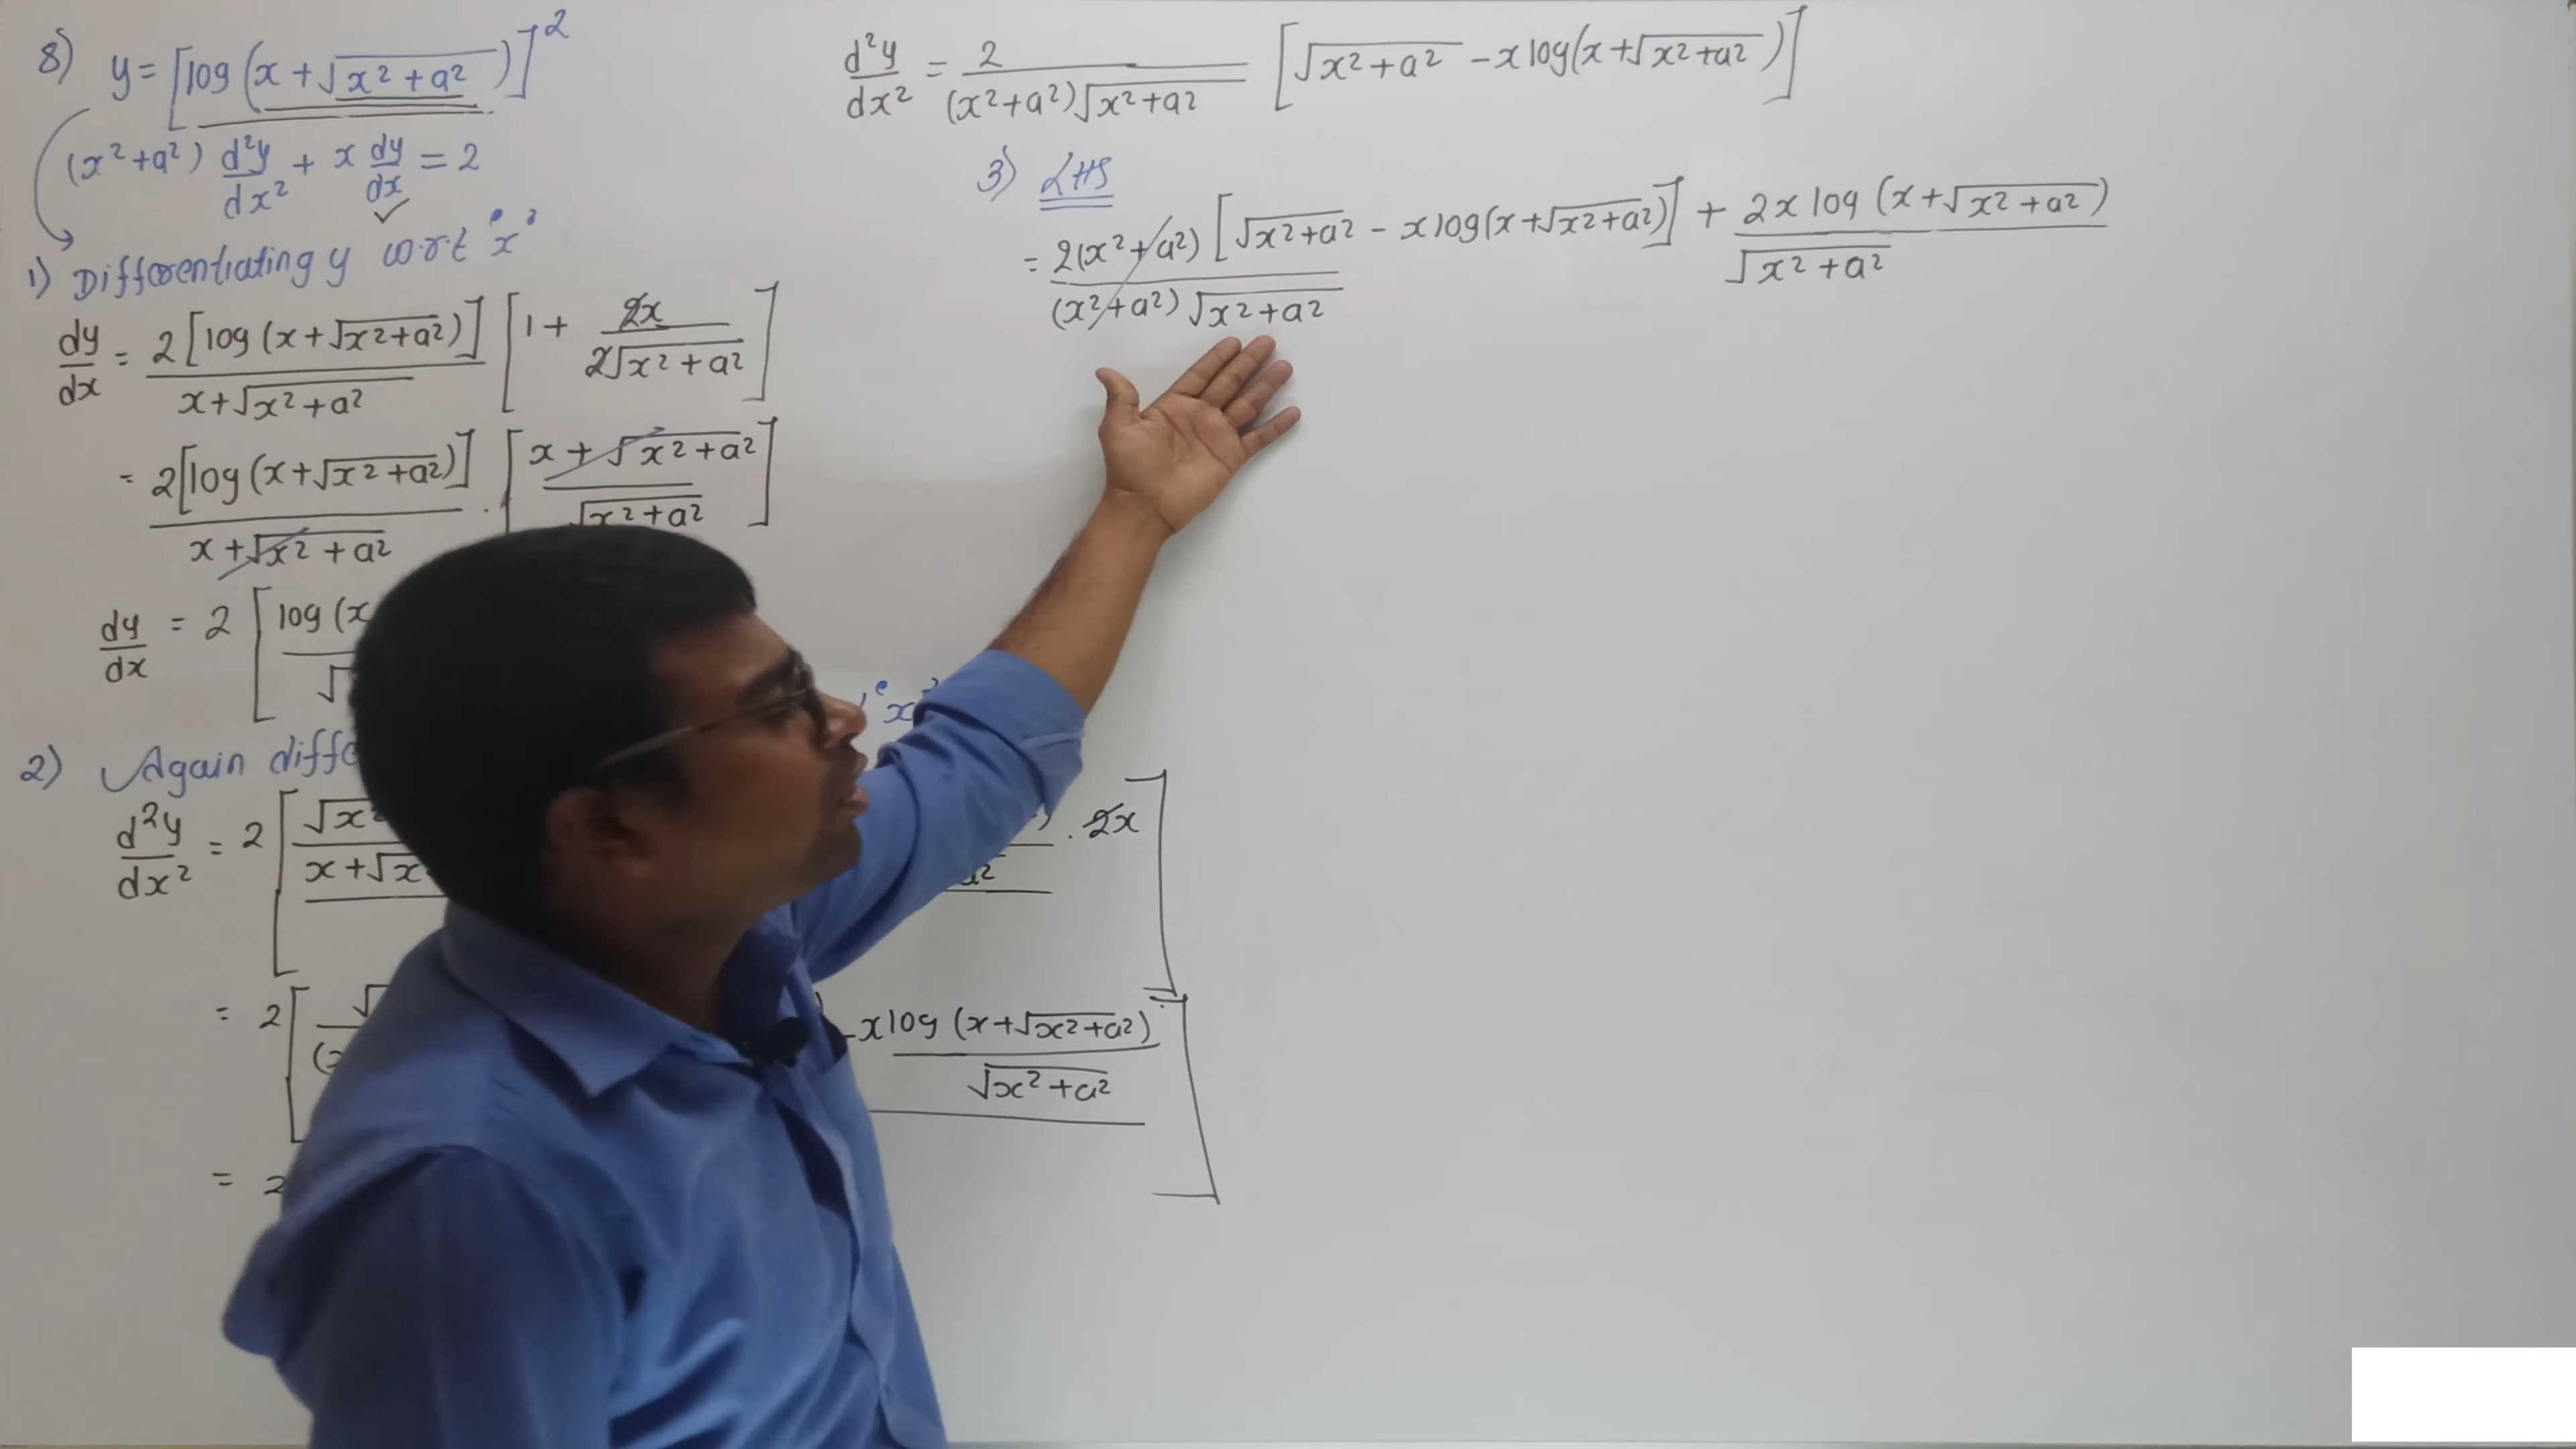 8) y = [log (x + √(x² + a²))]²
(x² + a²) d²y/dx² + x dy/dx = 2
1) Differentiating y w.r.t 'x'
dy/dx = 2[log (x + √(x² + a²))] / (x + √(x² + a²)) [1 + 2x / 2√(x² + a²)]
= 2[log (x + √(x² + a²))] / (x + √(x² + a²)) . [(x + √(x² + a²)) / √(x² + a²)]
dy/dx = 2 [log (x
2) Again diffe 'x'
d²y/dx² = 2 [ √x² / x + √x . 2x ]
= 2 [ √ - x log (x + √(x² + a²)) / √(x² + a²) ]
= 2
d²y/dx² = 2 / (x² + a²)√(x² + a²) [√(x² + a²) - x log(x + √(x² + a²))]
3) LHS
= 2(x² + a²) [√(x² + a²) - x log(x + √(x² + a²))] / (x² + a²) √(x² + a²) + 2x log (x + √(x² + a²)) / √(x² + a²)